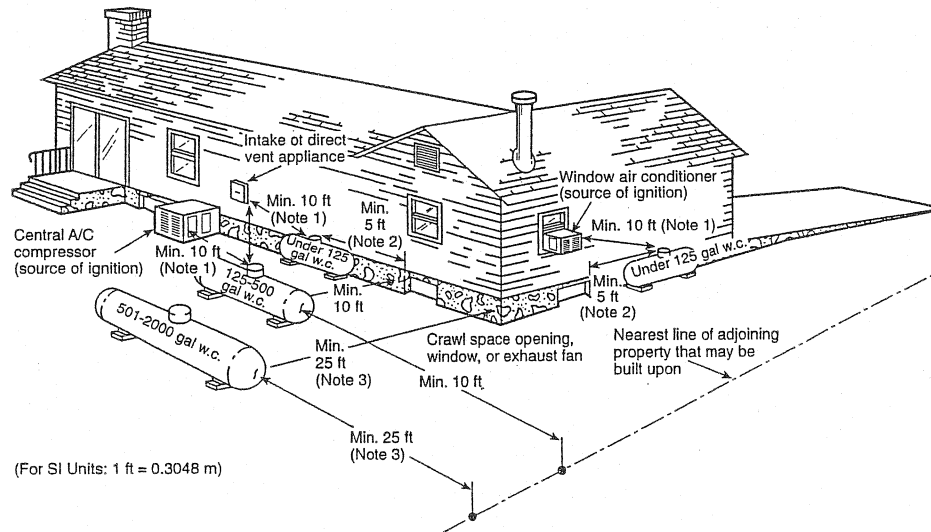 Intake ot direct
vent appliance
Window air conditioner
(source of ignition)
Min. 10 ft
(Note 1)
Min.
5 ft
(Note 2)
Min. 10 ft (Note 1)
Central A/C
compressor
(source of ignition)
Min. 10 ft
(Note 1)
Under 125
gal w.c.
Under 125 gal w.c.
125-500
gal w.c.
Min.
10 ft
Min.
5 ft
(Note 2)
501-2000 gal w.c.
Crawl space opening,
window, or exhaust fan
Nearest line of adjoining
property that may be
built upon
Min.
25 ft
(Note 3)
Min. 10 ft
Min. 25 ft
(Note 3)
(For SI Units: 1 ft = 0.3048 m)